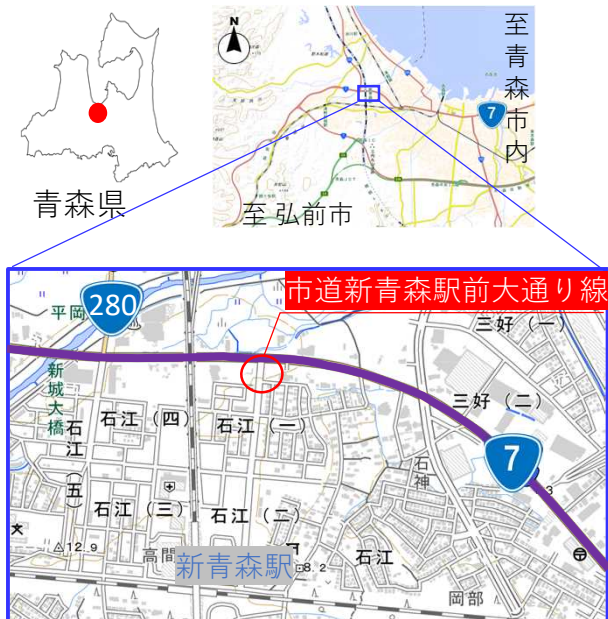 N
至青森市内
7
青森県
至 弘前市
市道新青森駅前大通り線
280
平岡
三好（一）
新城大橋
三好（二）
石江（四）
石江（一）
石江（五）
7
石神
3
石江（三）
石江（二）
12.9
高間
新青森駅
8.2
石江
岡部